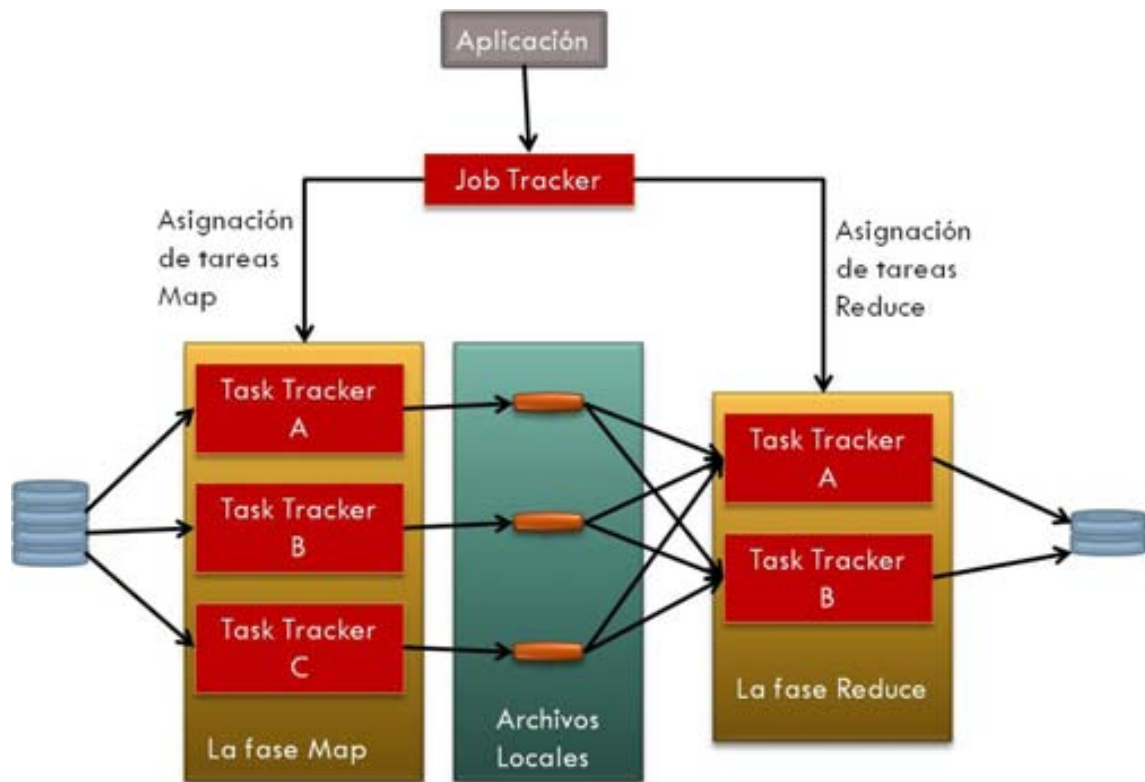 Aplicación
Job Tracker
Asignación
de tareas
Map
Asignación
de tareas
Reduce
Task Tracker
A
Task Tracker
B
Task Tracker
C
La fase Map
Archivos
Locales
Task Tracker
A
Task Tracker
B
La fase Reduce